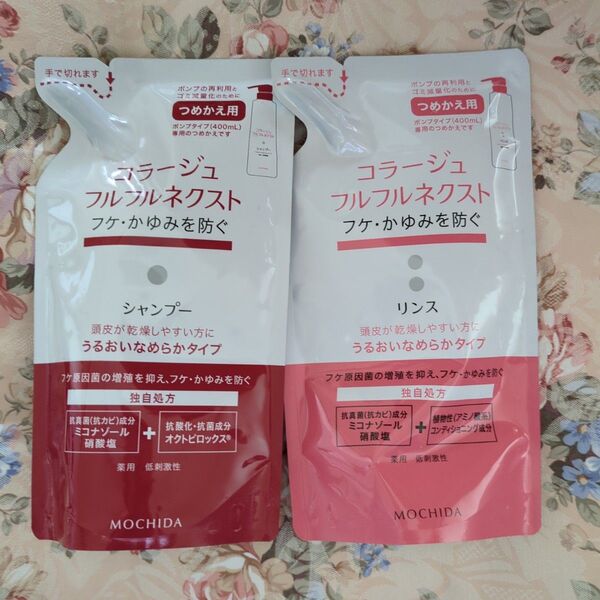 手で切れます
ポンプの再利用と
ゴミ減量化のために
つめかえ用
ポンプタイプ(400mL)
専用のつめかえです
シャンプー
コラージュ
フルフルネクスト
フケ・かゆみを防ぐ
シャンプー
頭皮が乾燥しやすい方に
うるおいなめらかタイプ
フケ原因菌の増殖を抑え、フケ・かゆみを防ぐ
独自処方
抗真菌(抗カビ)成分
ミコナゾール
硝酸塩
+
抗酸化・抗菌成分
オクトピロックス®
薬用 低刺激性
MOCHIDA
手で切れます
ポンプの再利用と
ゴミ減量化のために
つめかえ用
ポンプタイプ(400mL)
専用のつめかえです
コラージュ
フルフルネクスト
フケ・かゆみを防ぐ
リンス
頭皮が乾燥しやすい方に
うるおいなめらかタイプ
フケ原因菌の増殖を抑え、フケ・かゆみを防ぐ
独自処方
抗真菌(抗カビ)成分
ミコナゾール
硝酸塩
+
植物性(アミノ酸系)
コンディショニング成分
薬用 低刺激性
MOCHIDA